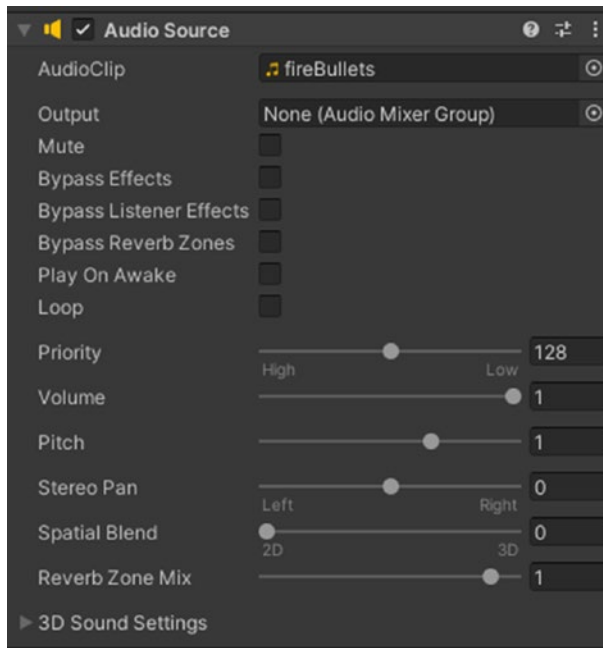 Audio Source
AudioClip fireBullets
Output None (Audio Mixer Group)
Mute
Bypass Effects
Bypass Listener Effects
Bypass Reverb Zones
Play On Awake
Loop
Priority 128
High Low
Volume 1
Pitch 1
Stereo Pan 0
Left Right
Spatial Blend 0
2D 3D
Reverb Zone Mix 1
3D Sound Settings